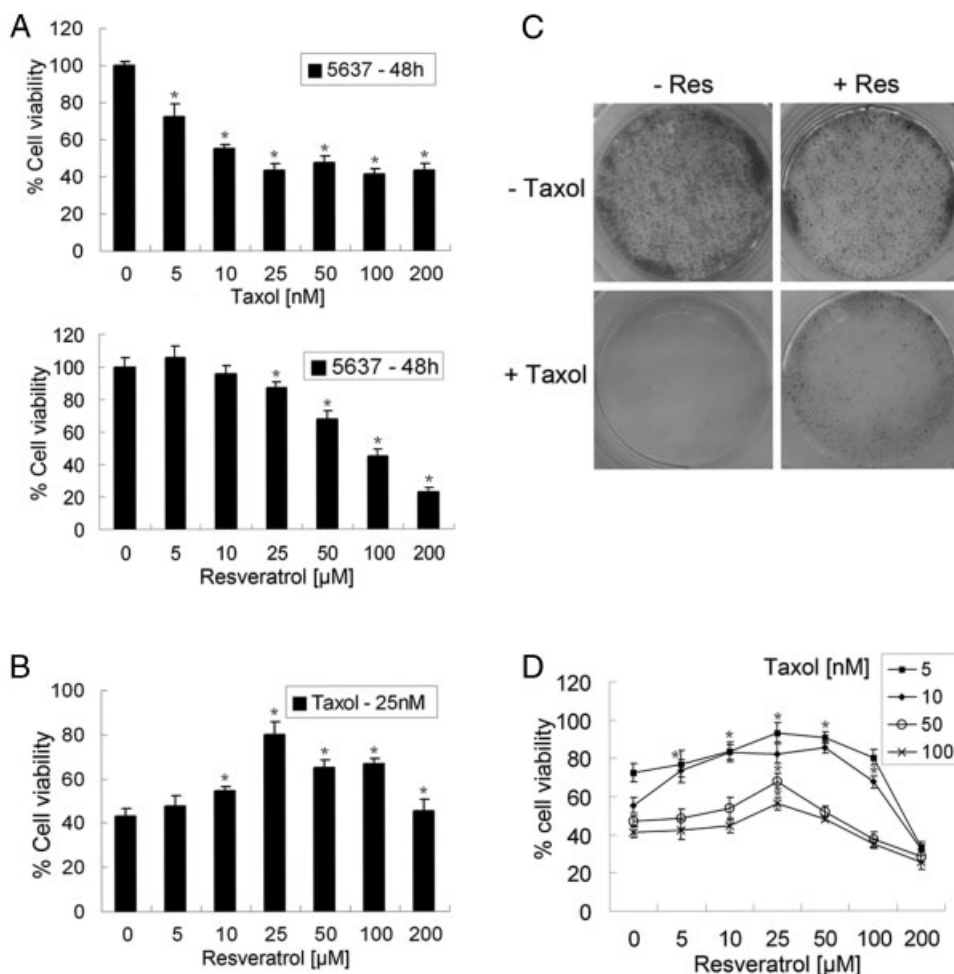 A
120
100
80
60
40
20
0
% Cell viability
5637 - 48h
* * * * * *
0 5 10 25 50 100 200
Taxol [nM]
120
100
80
60
40
20
0
% Cell viability
5637 - 48h
* * * *
0 5 10 25 50 100 200
Resveratrol [µM]
B
100
80
60
40
20
0
% Cell viability
Taxol - 25nM
* * * * *
0 5 10 25 50 100 200
Resveratrol [µM]
C
- Res + Res
- Taxol
+ Taxol
D
Taxol [nM]
5
10
50
100
120
100
80
60
40
20
0
% cell viability
* * * * * * *
0 5 10 25 50 100 200
Resveratrol [µM]